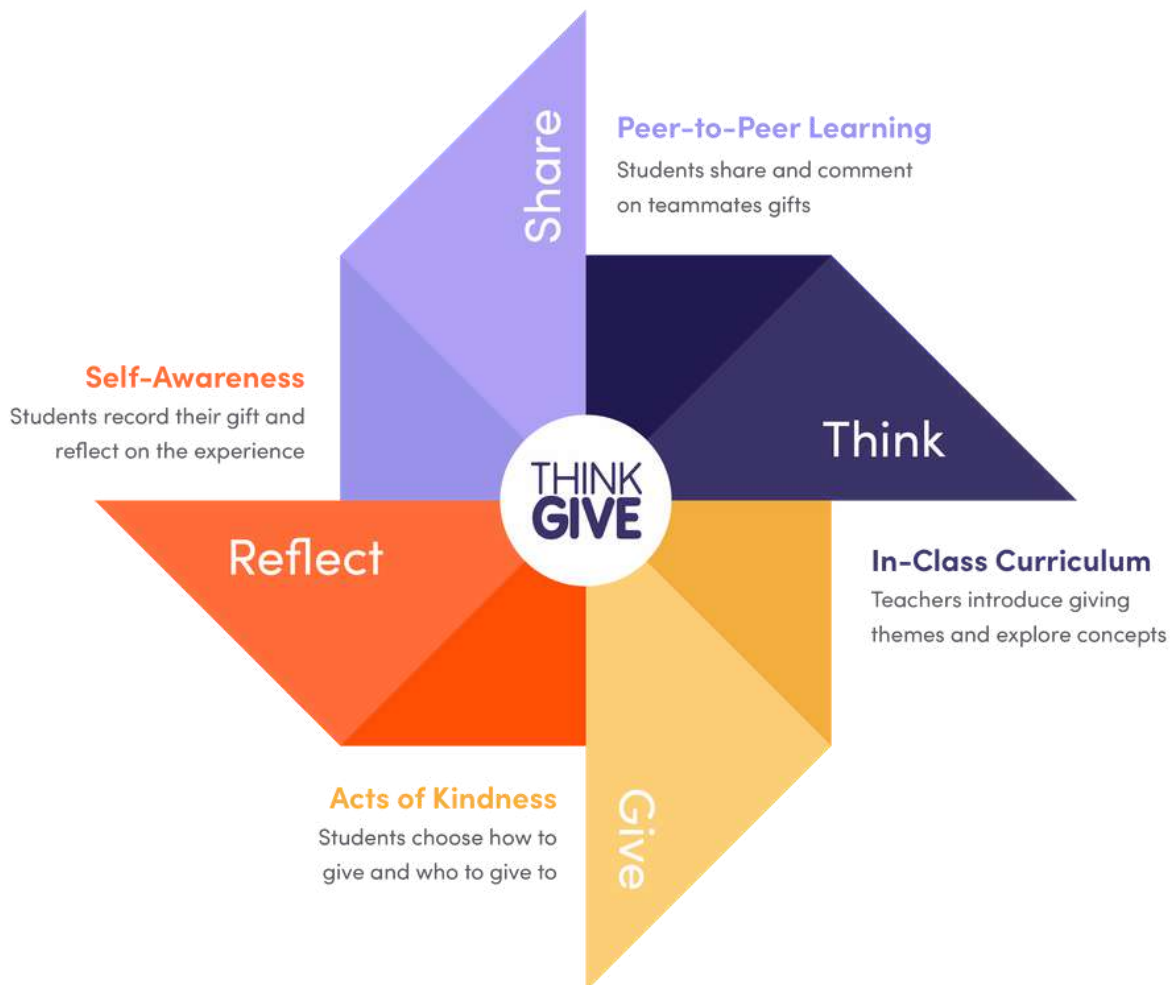 Share
Peer-to-Peer Learning
Students share and comment
on teammates gifts
Think
In-Class Curriculum
Teachers introduce giving
themes and explore concepts
Give
Acts of Kindness
Students choose how to
give and who to give to
Reflect
Self-Awareness
Students record their gift and
reflect on the experience
THINK
GIVE